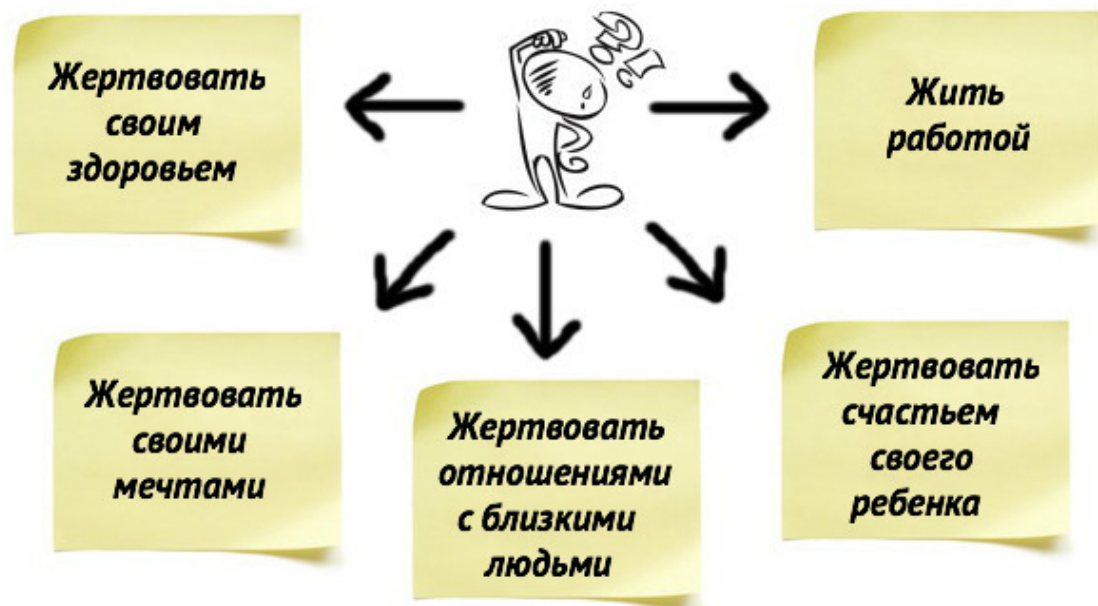 Жертвовать
своим
здоровьем
Жить
работой
Жертвовать
своими
мечтами
Жертвовать
отношениями
с близкими
людьми
Жертвовать
счастьем
своего
ребенка